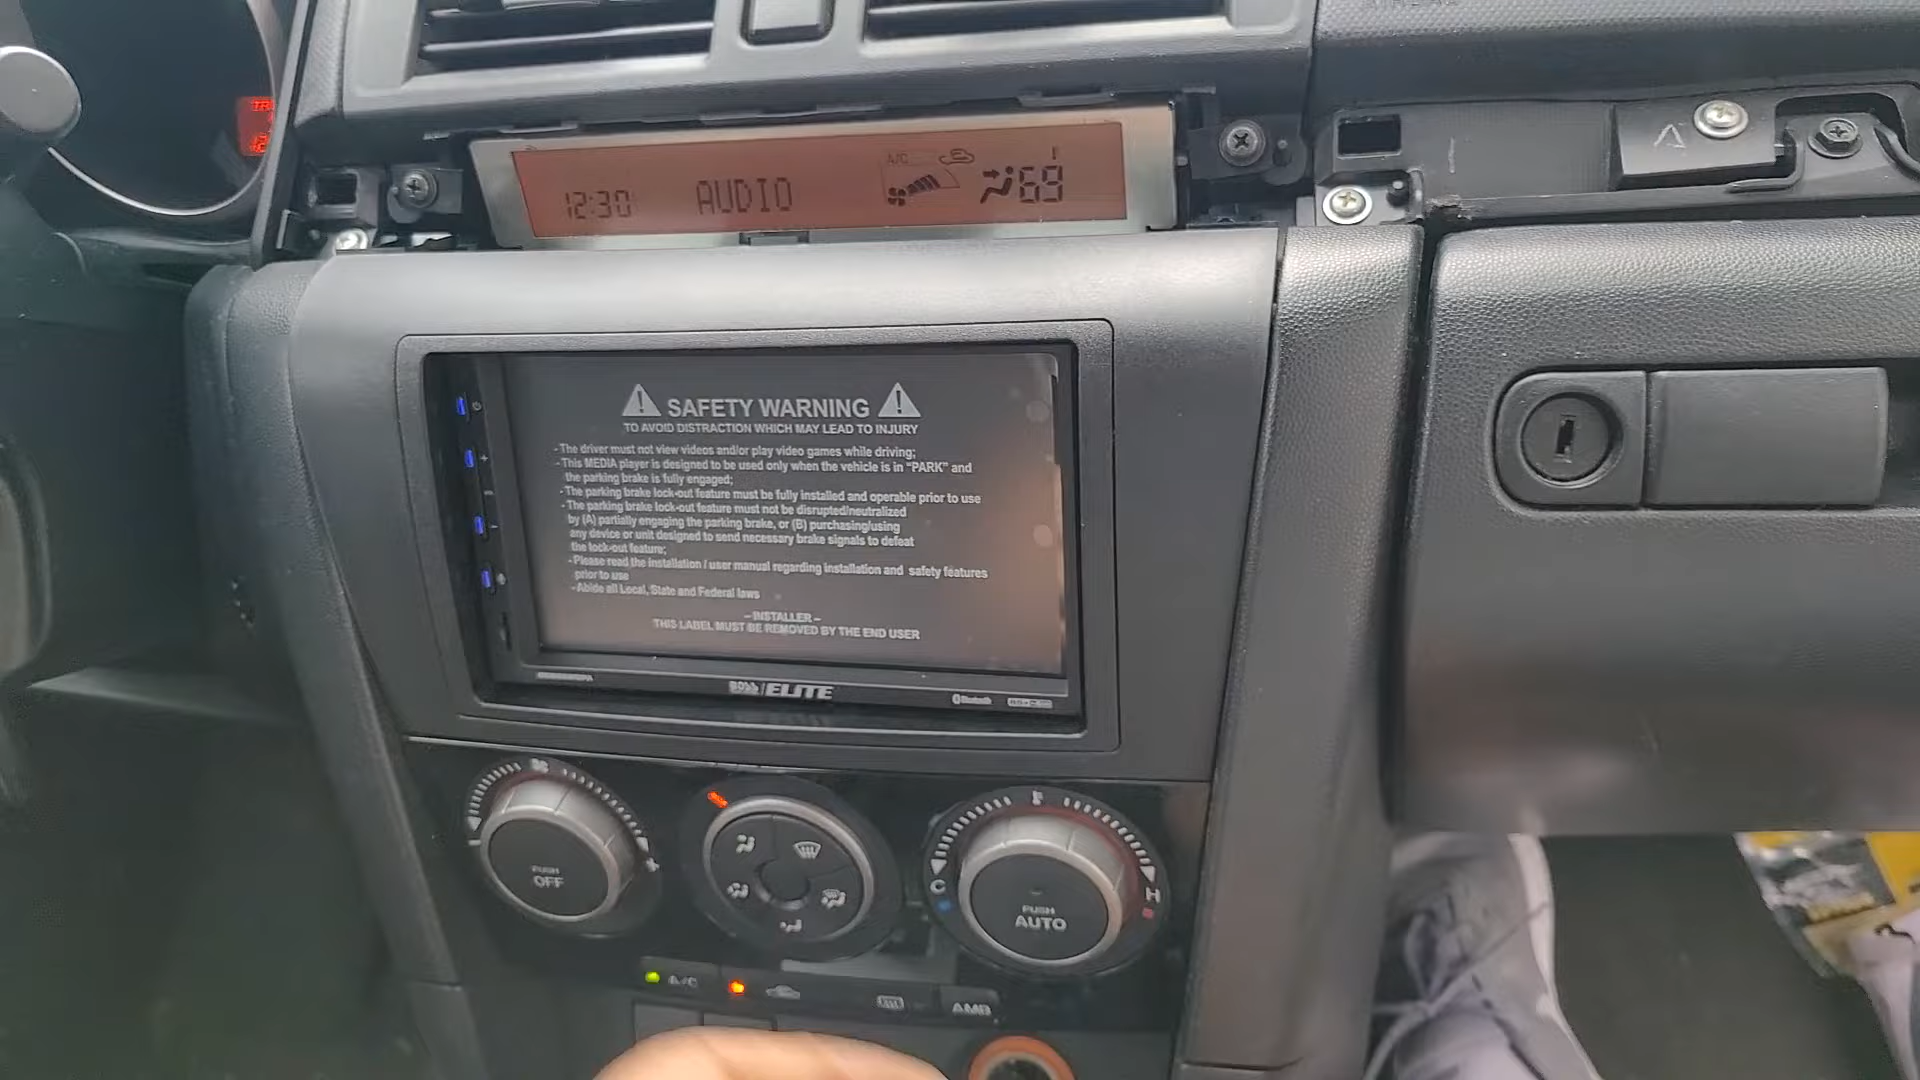 12:30 AUDIO A/C 69
SAFETY WARNING
TO AVOID DISTRACTION WHICH MAY LEAD TO INJURY
- The driver must not view videos and/or play video games while driving;
- This MEDIA player is designed to be used only when the vehicle is in "PARK" and
the parking brake is fully engaged;
- The parking brake lock-out feature must be fully installed and operable prior to use
- The parking brake lock-out feature must not be disrupted/neutralized
by (A) partially engaging the parking brake, or (B) purchasing/using
any device or unit designed to send necessary brake signals to defeat
the lock-out feature;
- Please read the installation / user manual regarding installation and safety features
prior to use
- Abide all Local, State and Federal laws
– INSTALLER –
THIS LABEL MUST BE REMOVED BY THE END USER
BOSS ELITE
Bluetooth
PUSH
OFF
C
H
PUSH
AUTO
A/C
AMB